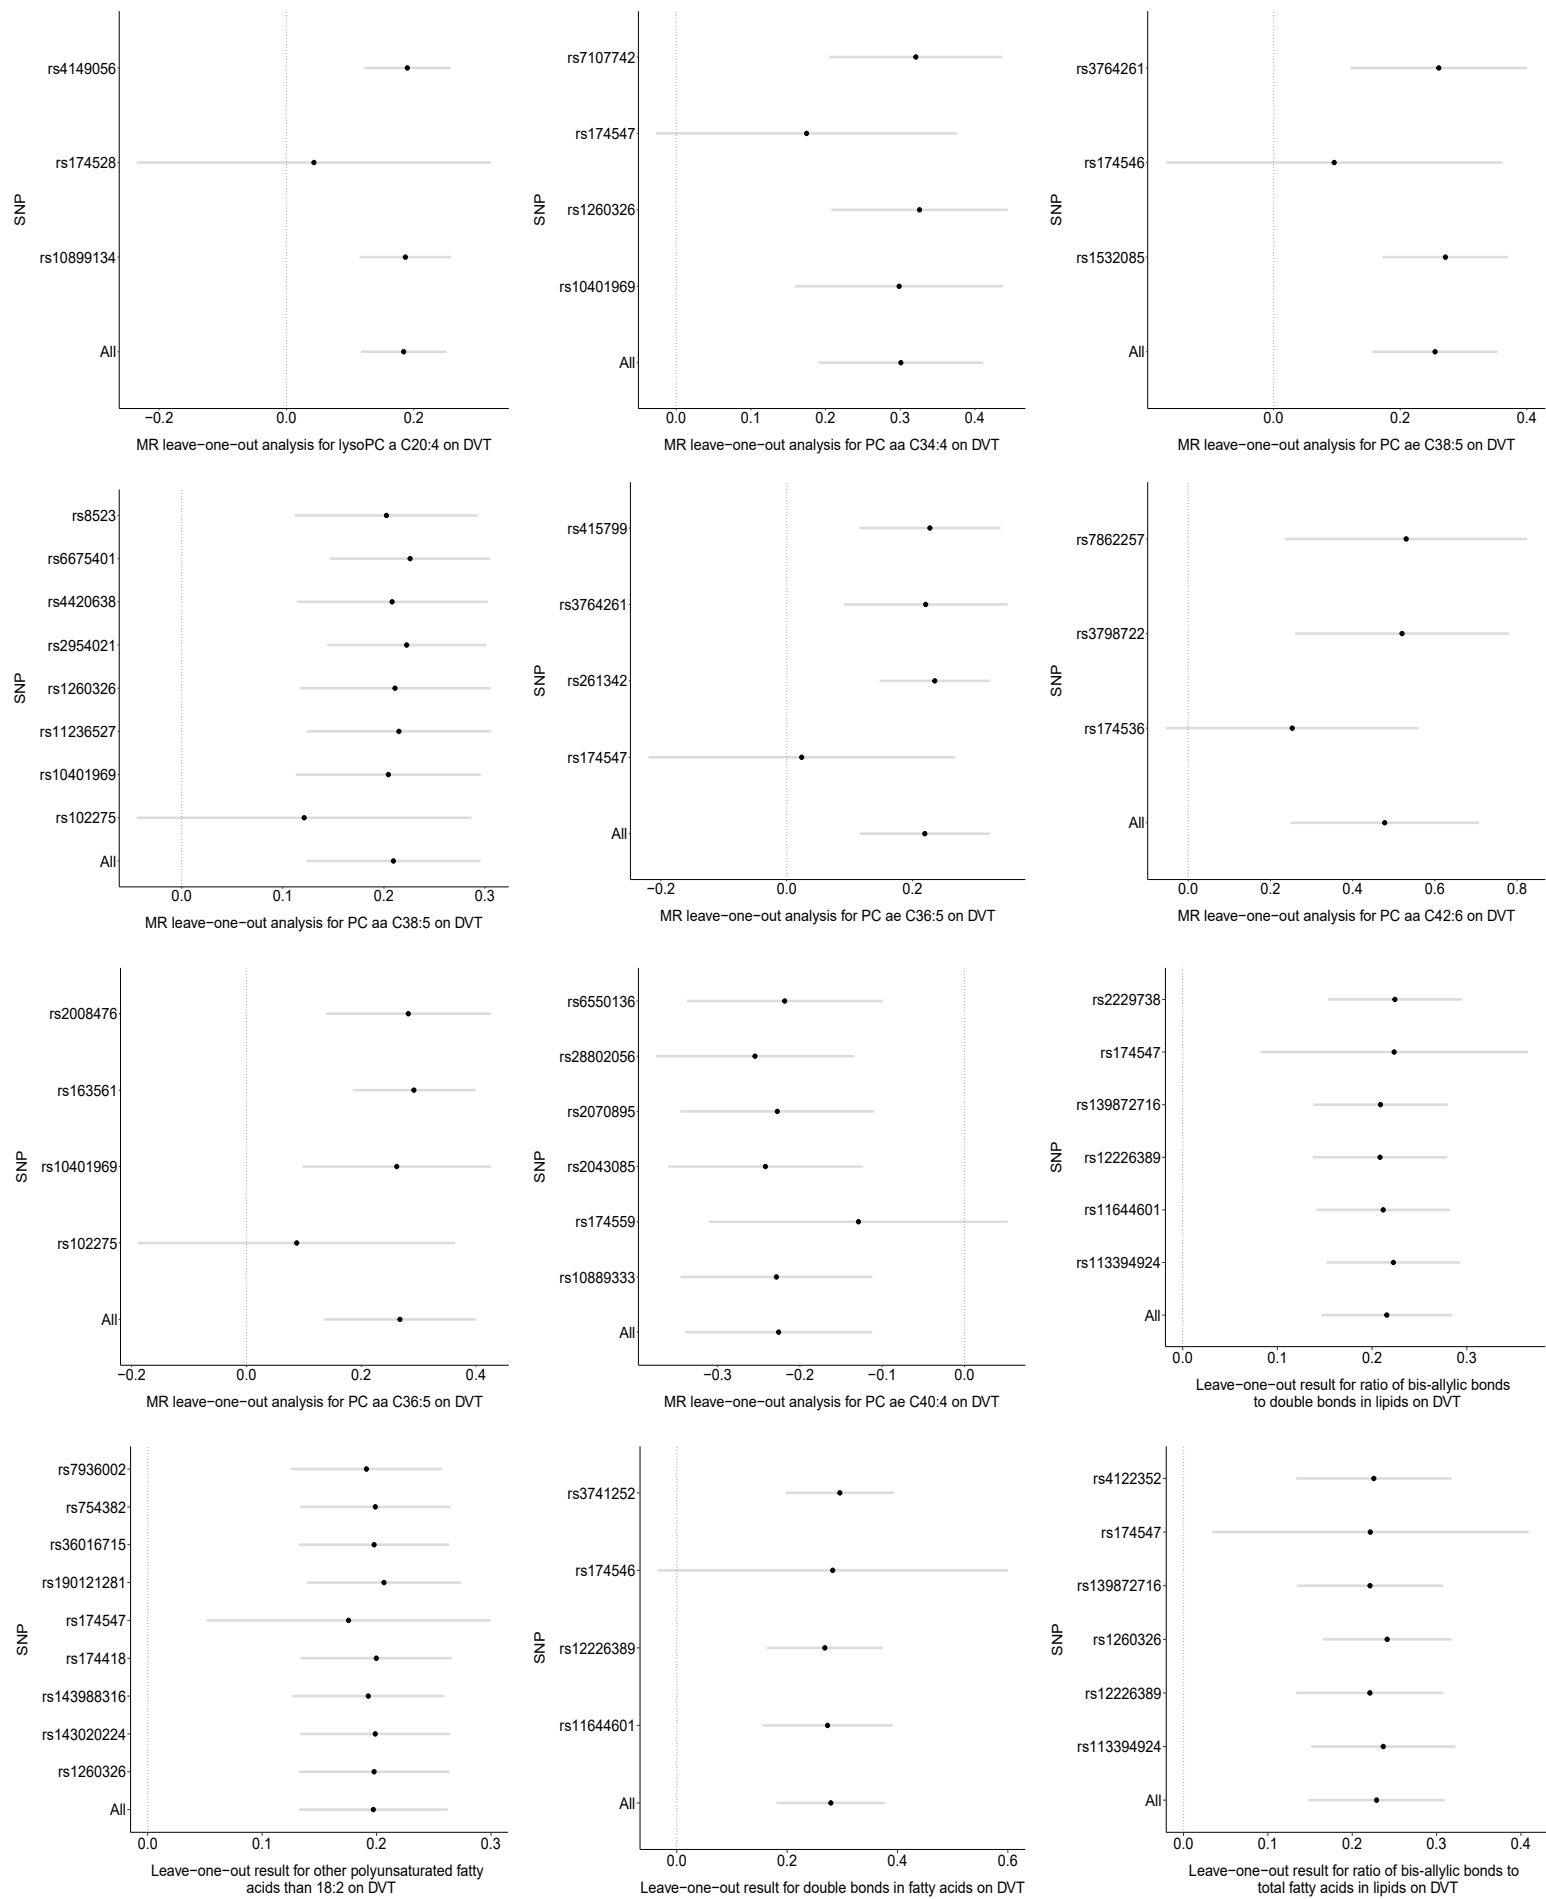 SNP
rs4149056
rs174528
rs10899134
All
−0.2 0.0 0.2
MR leave−one−out analysis for lysoPC a C20:4 on DVT
SNP
rs7107742
rs174547
rs1260326
rs10401969
All
0.0 0.1 0.2 0.3 0.4
MR leave−one−out analysis for PC aa C34:4 on DVT
SNP
rs3764261
rs174546
rs1532085
All
0.0 0.2 0.4
MR leave−one−out analysis for PC ae C38:5 on DVT
SNP
rs8523
rs6675401
rs4420638
rs2954021
rs1260326
rs11236527
rs10401969
rs102275
All
0.0 0.1 0.2 0.3
MR leave−one−out analysis for PC aa C38:5 on DVT
SNP
rs415799
rs3764261
rs261342
rs174547
All
−0.2 0.0 0.2
MR leave−one−out analysis for PC ae C36:5 on DVT
SNP
rs7862257
rs3798722
rs174536
All
0.0 0.2 0.4 0.6 0.8
MR leave−one−out analysis for PC aa C42:6 on DVT
SNP
rs2008476
rs163561
rs10401969
rs102275
All
−0.2 0.0 0.2 0.4
MR leave−one−out analysis for PC aa C36:5 on DVT
SNP
rs6550136
rs28802056
rs2070895
rs2043085
rs174559
rs10889333
All
−0.3 −0.2 −0.1 0.0
MR leave−one−out analysis for PC ae C40:4 on DVT
SNP
rs2229738
rs174547
rs139872716
rs12226389
rs11644601
rs113394924
All
0.0 0.1 0.2 0.3
Leave−one−out result for ratio of bis-allylic bonds
to double bonds in lipids on DVT
SNP
rs7936002
rs754382
rs36016715
rs190121281
rs174547
rs174418
rs143988316
rs143020224
rs1260326
All
0.0 0.1 0.2 0.3
Leave−one−out result for other polyunsaturated fatty
acids than 18:2 on DVT
SNP
rs3741252
rs174546
rs12226389
rs11644601
All
0.0 0.2 0.4 0.6
Leave−one−out result for double bonds in fatty acids on DVT
SNP
rs4122352
rs174547
rs139872716
rs1260326
rs12226389
rs113394924
All
0.0 0.1 0.2 0.3 0.4
Leave−one−out result for ratio of bis-allylic bonds to
total fatty acids in lipids on DVT